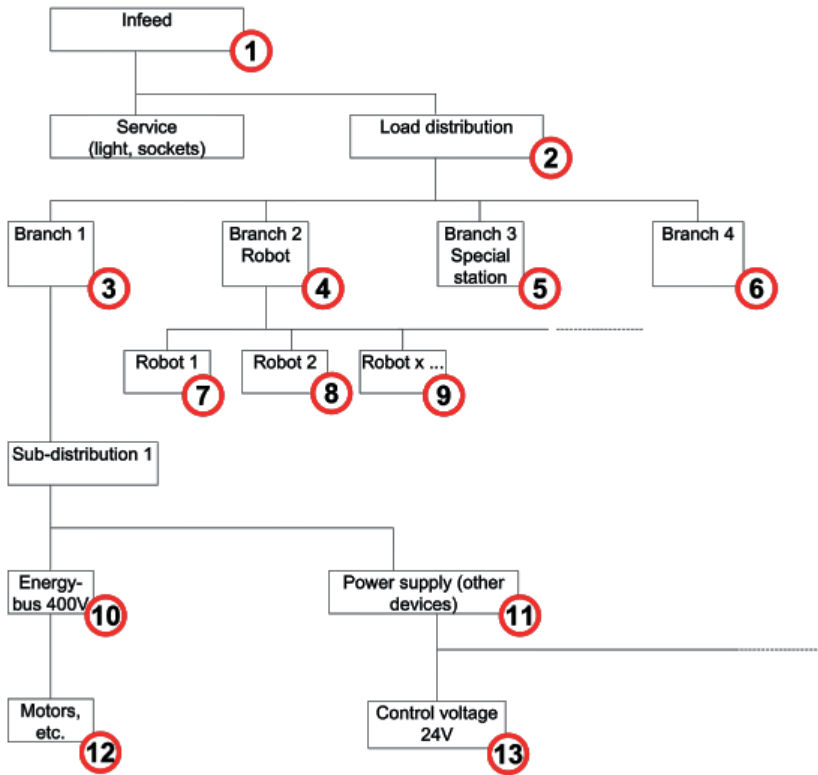 Infeed
1
Service
(light, sockets)
Load distribution
2
Branch 1
3
Branch 2
Robot
4
Branch 3
Special
station
5
Branch 4
6
Robot 1
7
Robot 2
8
Robot x ...
9
Sub-distribution 1
Energy-
bus 400V
10
Power supply (other
devices)
11
Motors,
etc.
12
Control voltage
24V
13